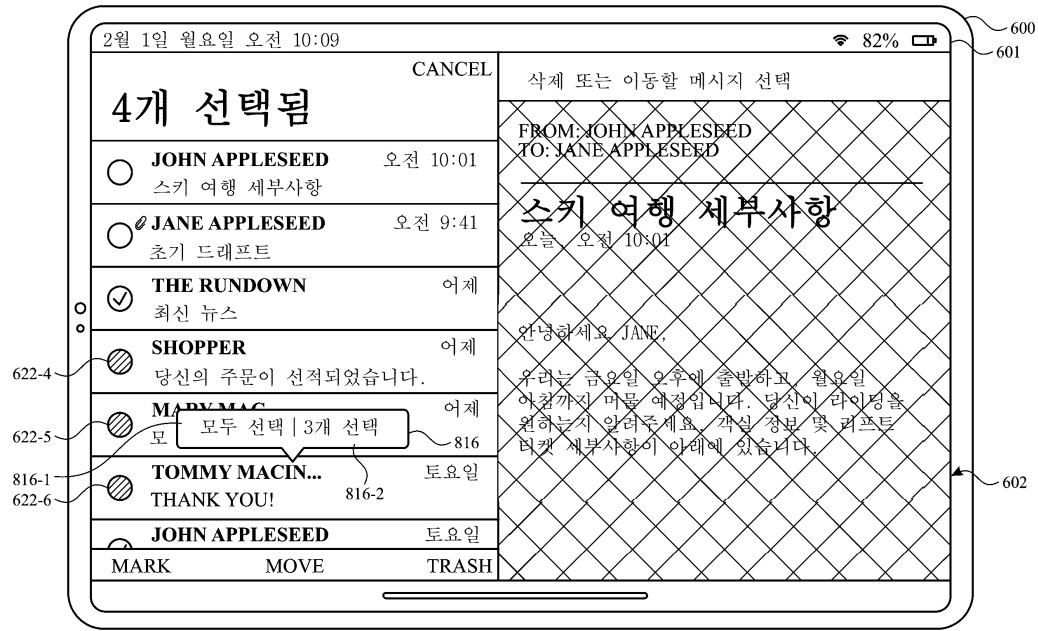 2월 1일 월요일 오전 10:09
82%
600
601
CANCEL
4개 선택됨
JOHN APPLESEED 오전 10:01
스키 여행 세부사항
JANE APPLESEED 오전 9:41
초기 드래프트
THE RUNDOWN 어제
최신 뉴스
SHOPPER 어제
당신의 주문이 선적되었습니다.
622-4
MARY MAC 어제
모
622-5
모두 선택 | 3개 선택
816
816-1
816-2
TOMMY MACIN... 토요일
THANK YOU!
622-6
JOHN APPLESEED 토요일
MARK MOVE TRASH
삭제 또는 이동할 메시지 선택
FROM: JOHN APPLESEED
TO: JANE APPLESEED
스키 여행 세부사항
오늘, 오전 10:01
안녕하세요 JANE,
우리는 금요일 오후에 출발하고, 월요일
아침까지 머물 예정입니다. 당신이 라이딩을
원하는지 알려주세요. 객실 정보 및 리프트
티켓 세부사항이 아래에 있습니다.
602